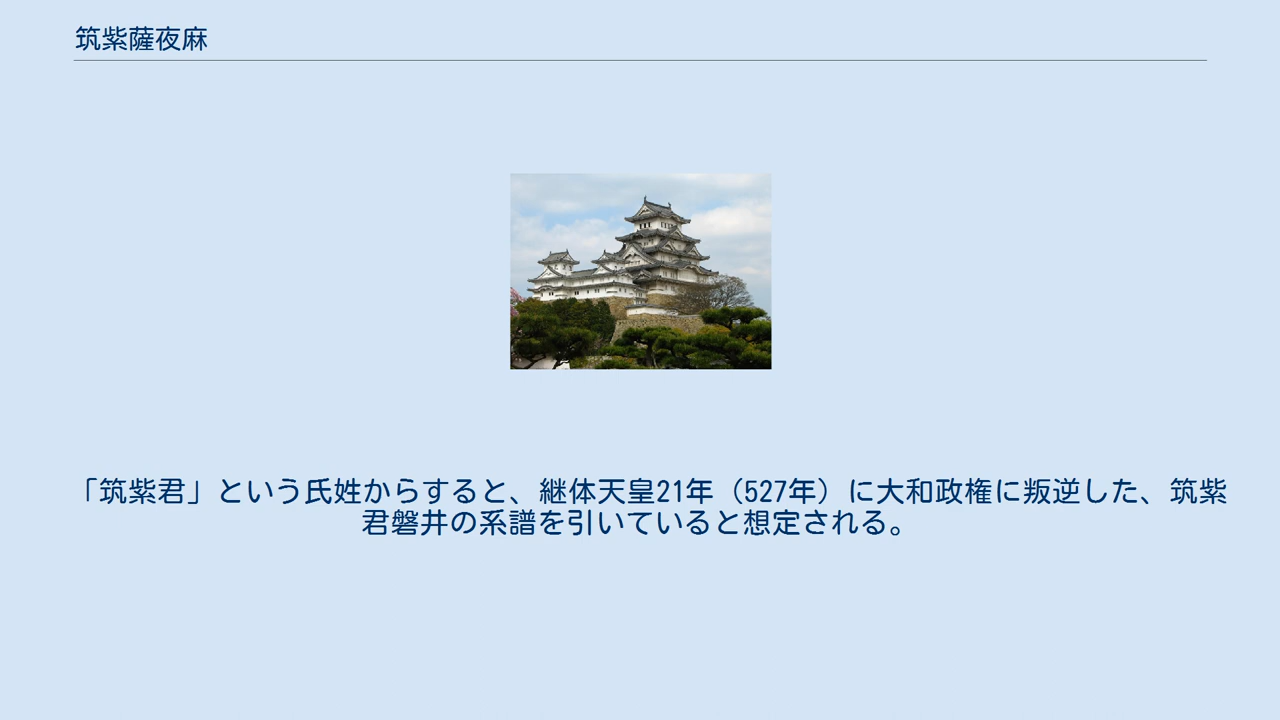 筑紫薩夜麻
「筑紫君」という氏姓からすると、継体天皇21年（527年）に大和政権に叛逆した、筑紫
君磐井の系譜を引いていると想定される。